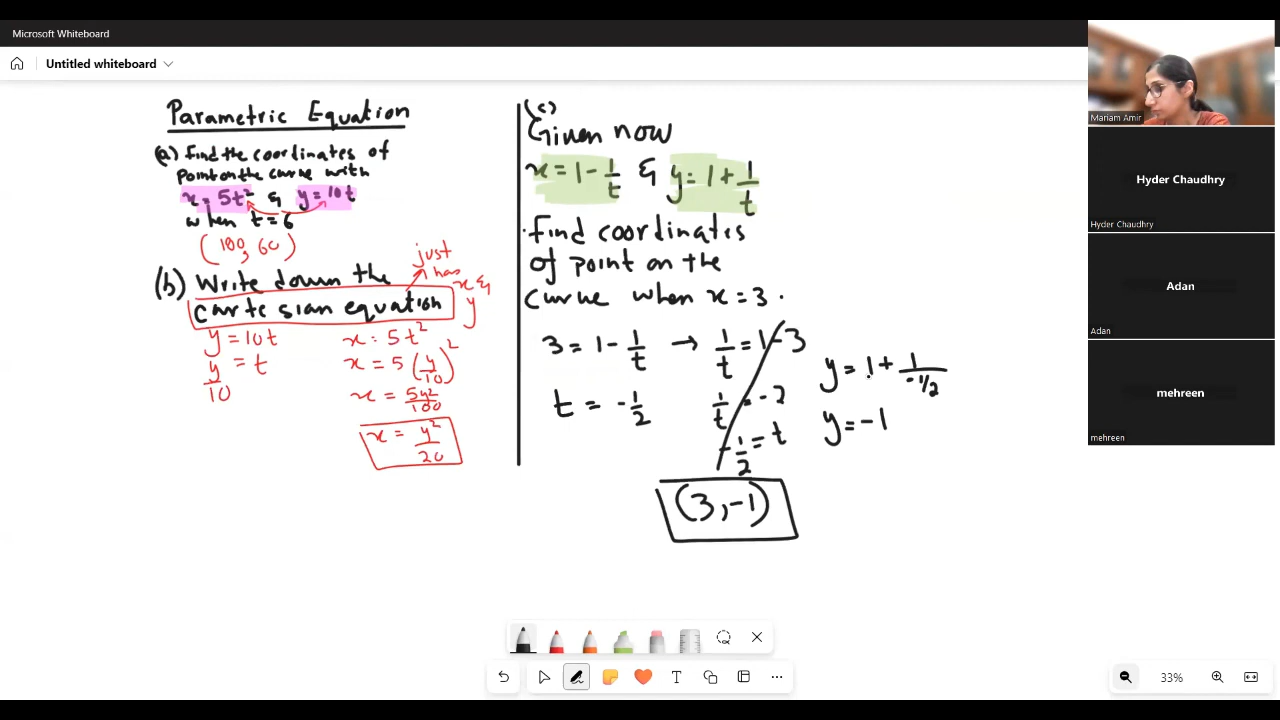 Microsoft Whiteboard
Untitled whiteboard
Parametric Equation
(a) Find the coordinates of
point on the curve with
x = 5t² & y = 10t
when t = 6
(180, 60)
(b) Write down the
cartesian equation
just
has
x &
y
y = 10t
y/10 = t
x = 5t²
x = 5(y/10)²
x = 5y²/100
x = y²/20
(c)
Given now
x = 1 - 1/t & y = 1 + 1/t
Find coordinates
of point on the
curve when x = 3.
3 = 1 - 1/t → 1/t = 1 - 3
t = -1/2
1/t = -2
-1/2 = t
y = 1 + 1/-1/2
y = -1
(3, -1)
Mariam Amir
Hyder Chaudhry
Hyder Chaudhry
Adan
Adan
mehreen
mehreen
33%